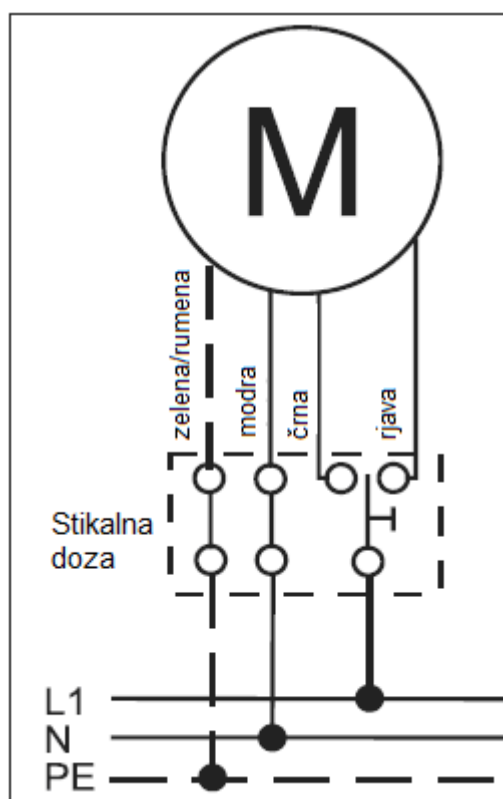 M
zelena/rumena
modra
črna
rjava
Stikalna
doza
L1
N
PE